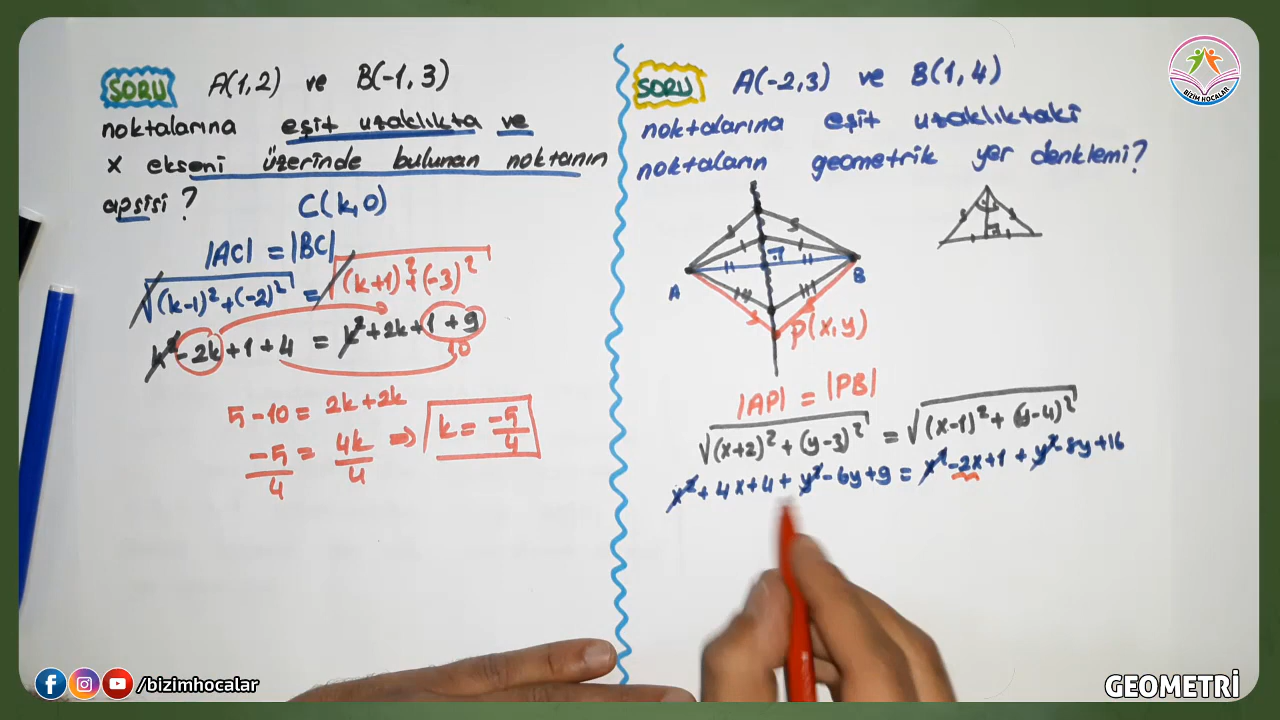 SORU A(1,2) ve B(-1,3)
noktalarına eşit uzaklıkta ve
x ekseni üzerinde bulunan noktanın
apsisi?
C(k,0)
|AC| = |BC|
√(k-1)²+(-2)² = √(k+1)²+(-3)²
k²-2k+1+4 = k²+2k+1+9
10
5-10 = 2k+2k
-5/4 = 4k/4 ⇒ k = -5/4
SORU A(-2,3) ve B(1,4)
noktalarına eşit uzaklıktaki
noktaların geometrik yer denklemi?
A
B
P(x,y)
|AP| = |PB|
√(x+2)²+(y-3)² = √(x-1)²+(y-4)²
x²+4x+4+y²-6y+9 = x²-2x+1+y²-8y+16
BİZİM HOCALAR
/bizimhocalar
GEOMETRİ